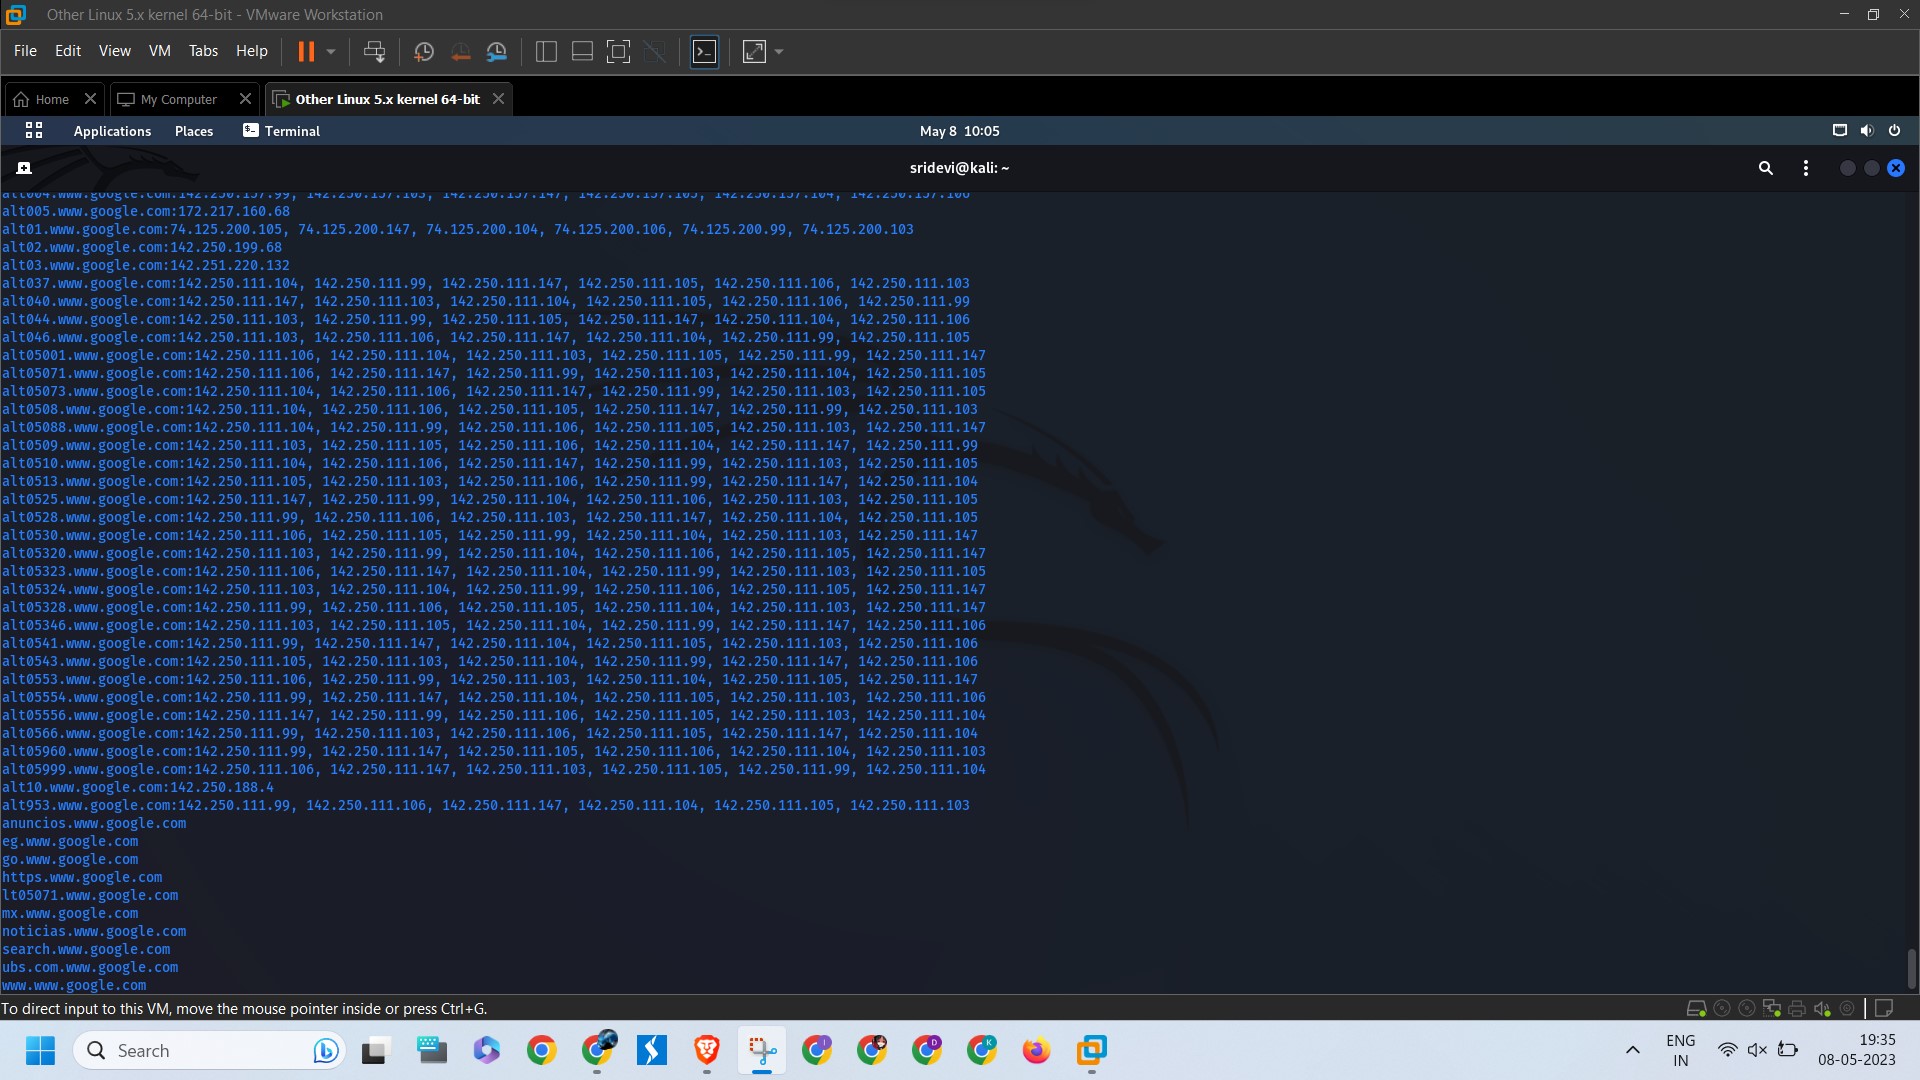 Other Linux 5.x kernel 64-bit - VMware Workstation
File Edit View VM Tabs Help
Home My Computer Other Linux 5.x kernel 64-bit
Applications Places Terminal May 8 10:05
sridevi@kali: ~
alt004.www.google.com:142.250.157.99, 142.250.157.103, 142.250.157.147, 142.250.157.105, 142.250.157.104, 142.250.157.106
alt005.www.google.com:172.217.160.68
alt01.www.google.com:74.125.200.105, 74.125.200.147, 74.125.200.104, 74.125.200.106, 74.125.200.99, 74.125.200.103
alt02.www.google.com:142.250.199.68
alt03.www.google.com:142.251.220.132
alt037.www.google.com:142.250.111.104, 142.250.111.99, 142.250.111.147, 142.250.111.105, 142.250.111.106, 142.250.111.103
alt040.www.google.com:142.250.111.147, 142.250.111.103, 142.250.111.104, 142.250.111.105, 142.250.111.106, 142.250.111.99
alt044.www.google.com:142.250.111.103, 142.250.111.99, 142.250.111.105, 142.250.111.147, 142.250.111.104, 142.250.111.106
alt046.www.google.com:142.250.111.103, 142.250.111.106, 142.250.111.147, 142.250.111.104, 142.250.111.99, 142.250.111.105
alt05001.www.google.com:142.250.111.106, 142.250.111.104, 142.250.111.103, 142.250.111.105, 142.250.111.99, 142.250.111.147
alt05071.www.google.com:142.250.111.106, 142.250.111.147, 142.250.111.99, 142.250.111.103, 142.250.111.104, 142.250.111.105
alt05073.www.google.com:142.250.111.104, 142.250.111.106, 142.250.111.147, 142.250.111.99, 142.250.111.103, 142.250.111.105
alt0508.www.google.com:142.250.111.104, 142.250.111.106, 142.250.111.105, 142.250.111.147, 142.250.111.99, 142.250.111.103
alt05088.www.google.com:142.250.111.104, 142.250.111.99, 142.250.111.106, 142.250.111.105, 142.250.111.103, 142.250.111.147
alt0509.www.google.com:142.250.111.103, 142.250.111.105, 142.250.111.106, 142.250.111.104, 142.250.111.147, 142.250.111.99
alt0510.www.google.com:142.250.111.104, 142.250.111.106, 142.250.111.147, 142.250.111.99, 142.250.111.103, 142.250.111.105
alt0513.www.google.com:142.250.111.105, 142.250.111.103, 142.250.111.106, 142.250.111.99, 142.250.111.147, 142.250.111.104
alt0525.www.google.com:142.250.111.147, 142.250.111.99, 142.250.111.104, 142.250.111.106, 142.250.111.103, 142.250.111.105
alt0528.www.google.com:142.250.111.99, 142.250.111.106, 142.250.111.103, 142.250.111.147, 142.250.111.104, 142.250.111.105
alt0530.www.google.com:142.250.111.106, 142.250.111.105, 142.250.111.99, 142.250.111.104, 142.250.111.103, 142.250.111.147
alt05320.www.google.com:142.250.111.103, 142.250.111.99, 142.250.111.104, 142.250.111.106, 142.250.111.105, 142.250.111.147
alt05323.www.google.com:142.250.111.106, 142.250.111.147, 142.250.111.104, 142.250.111.99, 142.250.111.103, 142.250.111.105
alt05324.www.google.com:142.250.111.103, 142.250.111.104, 142.250.111.99, 142.250.111.106, 142.250.111.105, 142.250.111.147
alt05328.www.google.com:142.250.111.99, 142.250.111.106, 142.250.111.105, 142.250.111.104, 142.250.111.103, 142.250.111.147
alt05346.www.google.com:142.250.111.103, 142.250.111.105, 142.250.111.104, 142.250.111.99, 142.250.111.147, 142.250.111.106
alt0541.www.google.com:142.250.111.99, 142.250.111.147, 142.250.111.104, 142.250.111.105, 142.250.111.103, 142.250.111.106
alt0543.www.google.com:142.250.111.105, 142.250.111.103, 142.250.111.104, 142.250.111.99, 142.250.111.147, 142.250.111.106
alt0553.www.google.com:142.250.111.106, 142.250.111.99, 142.250.111.103, 142.250.111.104, 142.250.111.105, 142.250.111.147
alt05554.www.google.com:142.250.111.99, 142.250.111.147, 142.250.111.104, 142.250.111.105, 142.250.111.103, 142.250.111.106
alt05556.www.google.com:142.250.111.147, 142.250.111.99, 142.250.111.106, 142.250.111.105, 142.250.111.103, 142.250.111.104
alt0566.www.google.com:142.250.111.99, 142.250.111.103, 142.250.111.106, 142.250.111.105, 142.250.111.147, 142.250.111.104
alt05960.www.google.com:142.250.111.99, 142.250.111.147, 142.250.111.105, 142.250.111.106, 142.250.111.104, 142.250.111.103
alt05999.www.google.com:142.250.111.106, 142.250.111.147, 142.250.111.103, 142.250.111.105, 142.250.111.99, 142.250.111.104
alt10.www.google.com:142.250.188.4
alt953.www.google.com:142.250.111.99, 142.250.111.106, 142.250.111.147, 142.250.111.104, 142.250.111.105, 142.250.111.103
anuncios.www.google.com
eg.www.google.com
go.www.google.com
https.www.google.com
lt05071.www.google.com
mx.www.google.com
noticias.www.google.com
search.www.google.com
ubs.com.www.google.com
www.www.google.com
To direct input to this VM, move the mouse pointer inside or press Ctrl+G.
Search
ENG
IN
19:35
08-05-2023